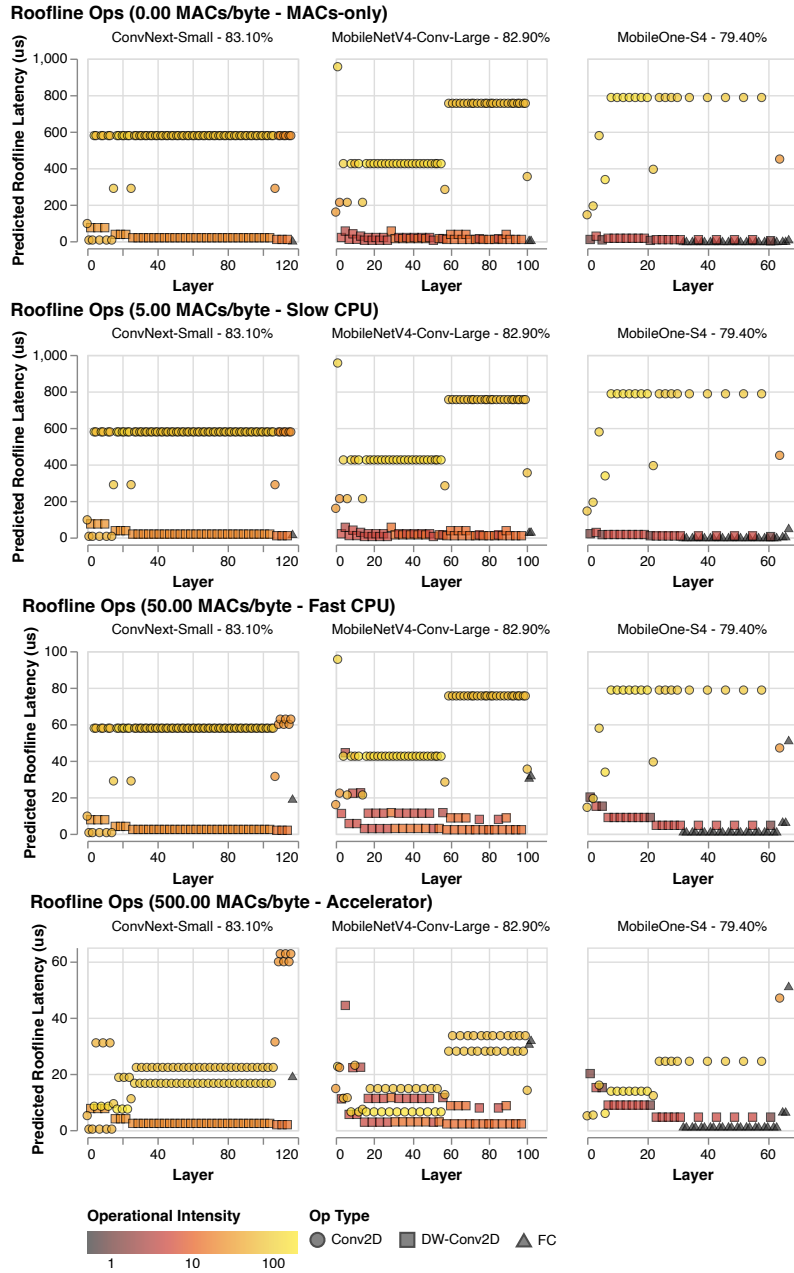 Roofline Ops (0.00 MACs/byte - MACs-only)
ConvNext-Small - 83.10%
MobileNetV4-Conv-Large - 82.90%
MobileOne-S4 - 79.40%
Predicted Roofline Latency (us)
1,000
800
600
400
200
0
0 40 80 120
0 20 40 60 80 100
0 20 40 60
Layer Layer Layer
Roofline Ops (5.00 MACs/byte - Slow CPU)
ConvNext-Small - 83.10%
MobileNetV4-Conv-Large - 82.90%
MobileOne-S4 - 79.40%
Predicted Roofline Latency (us)
1,000
800
600
400
200
0
0 40 80 120
0 20 40 60 80 100
0 20 40 60
Layer Layer Layer
Roofline Ops (50.00 MACs/byte - Fast CPU)
ConvNext-Small - 83.10%
MobileNetV4-Conv-Large - 82.90%
MobileOne-S4 - 79.40%
Predicted Roofline Latency (us)
100
80
60
40
20
0
0 40 80 120
0 20 40 60 80 100
0 20 40 60
Layer Layer Layer
Roofline Ops (500.00 MACs/byte - Accelerator)
ConvNext-Small - 83.10%
MobileNetV4-Conv-Large - 82.90%
MobileOne-S4 - 79.40%
Predicted Roofline Latency (us)
60
40
20
0
0 40 80 120
0 20 40 60 80 100
0 20 40 60
Layer Layer Layer
Operational Intensity
1 10 100
Op Type
Conv2D DW-Conv2D FC